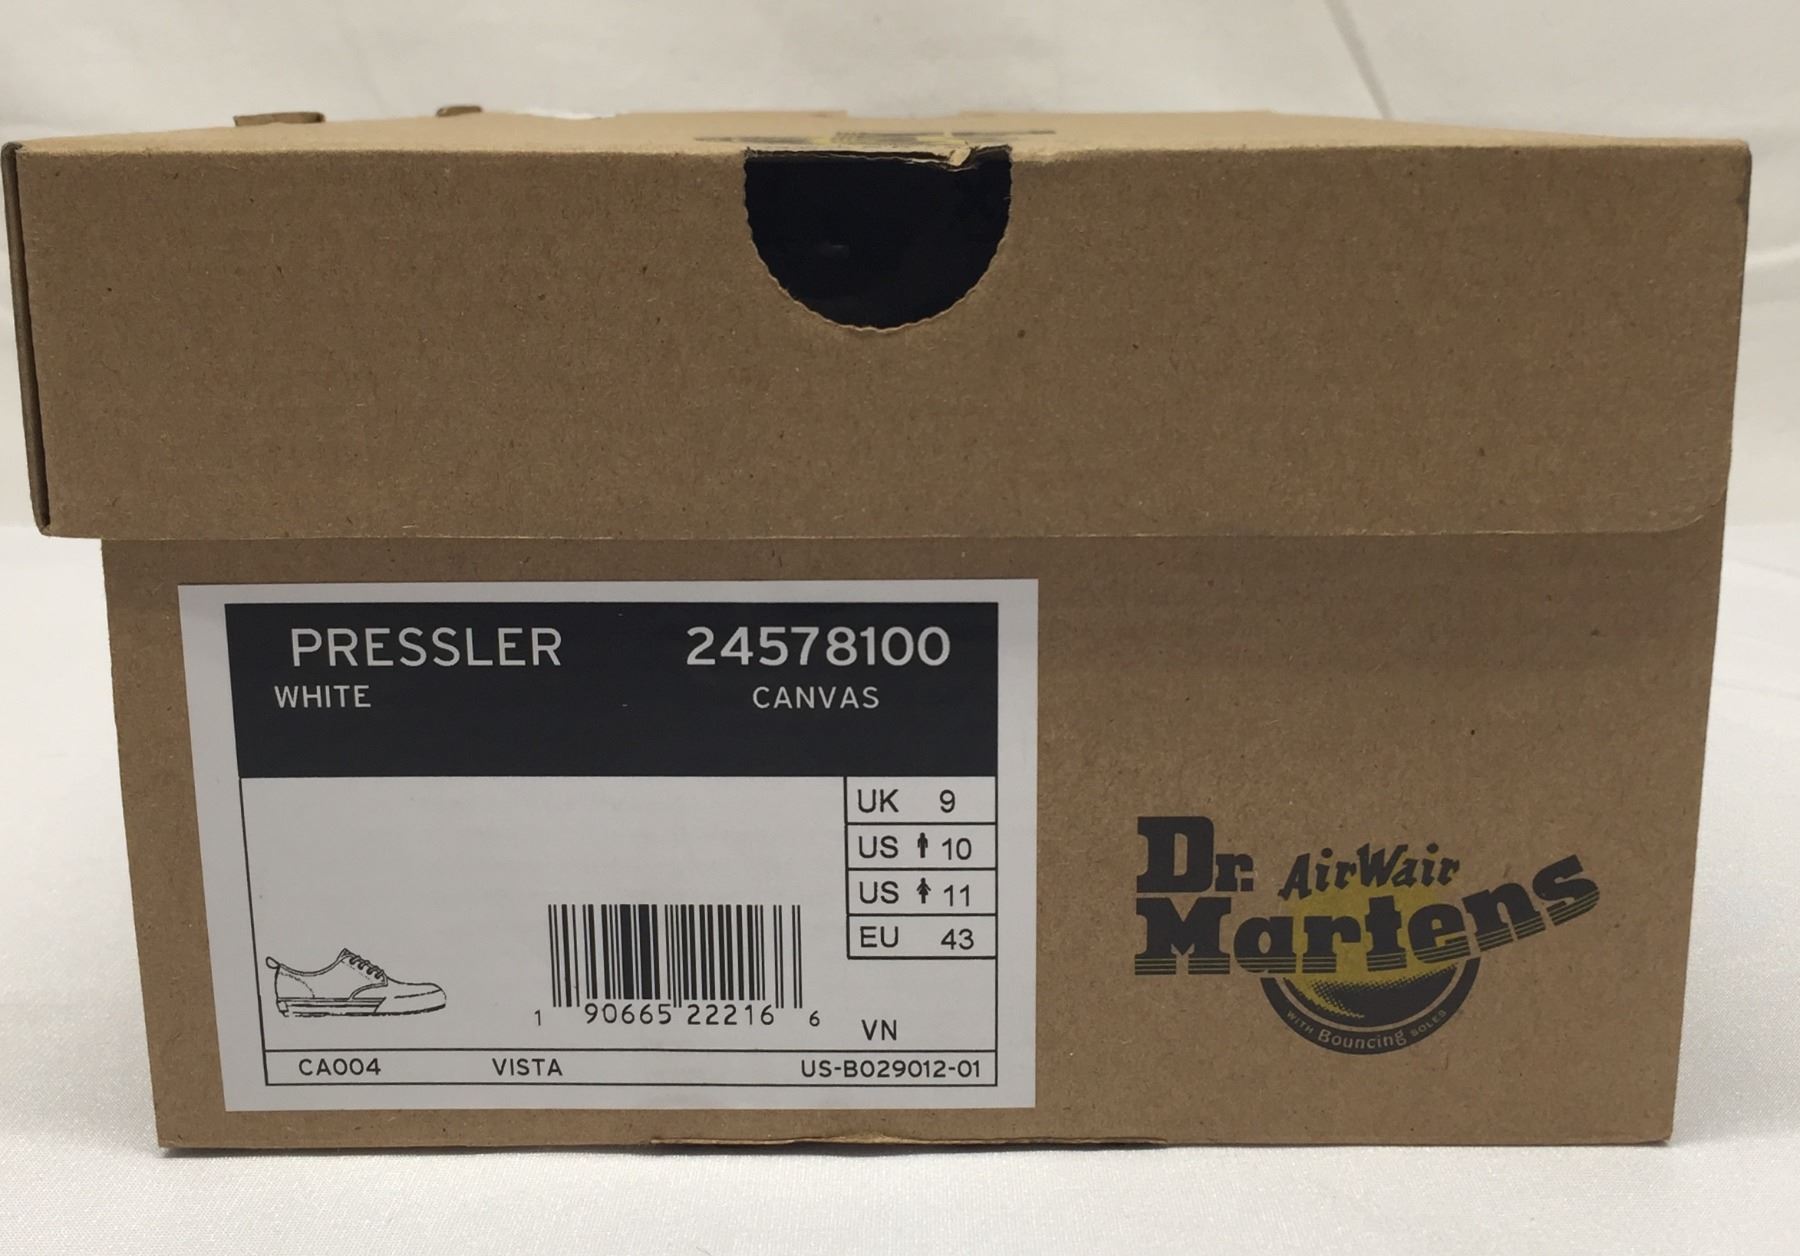 PRESSLER 24578100
WHITE CANVAS
UK 9
US 10
US 11
EU 43
1 90665 22216 6
VN
CA004 VISTA US-B029012-01
Dr. AirWair
Martens
WITH Bouncing SOLES